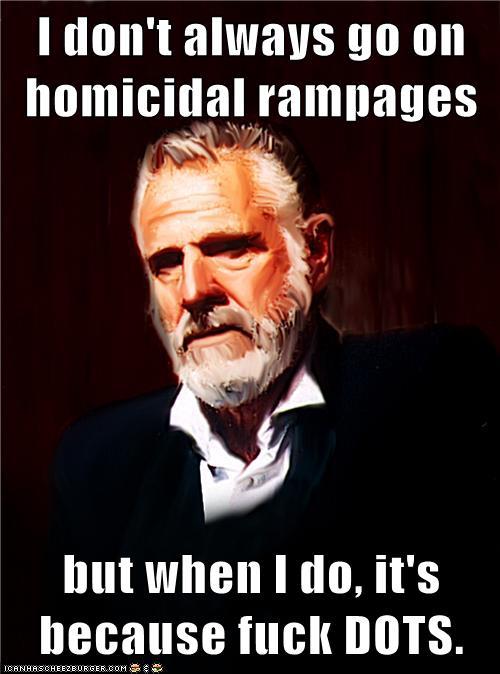 I don't always go on
homicidal rampages
but when I do, it's
because fuck DOTS.
ICANHASCHEEZBURGER.COM